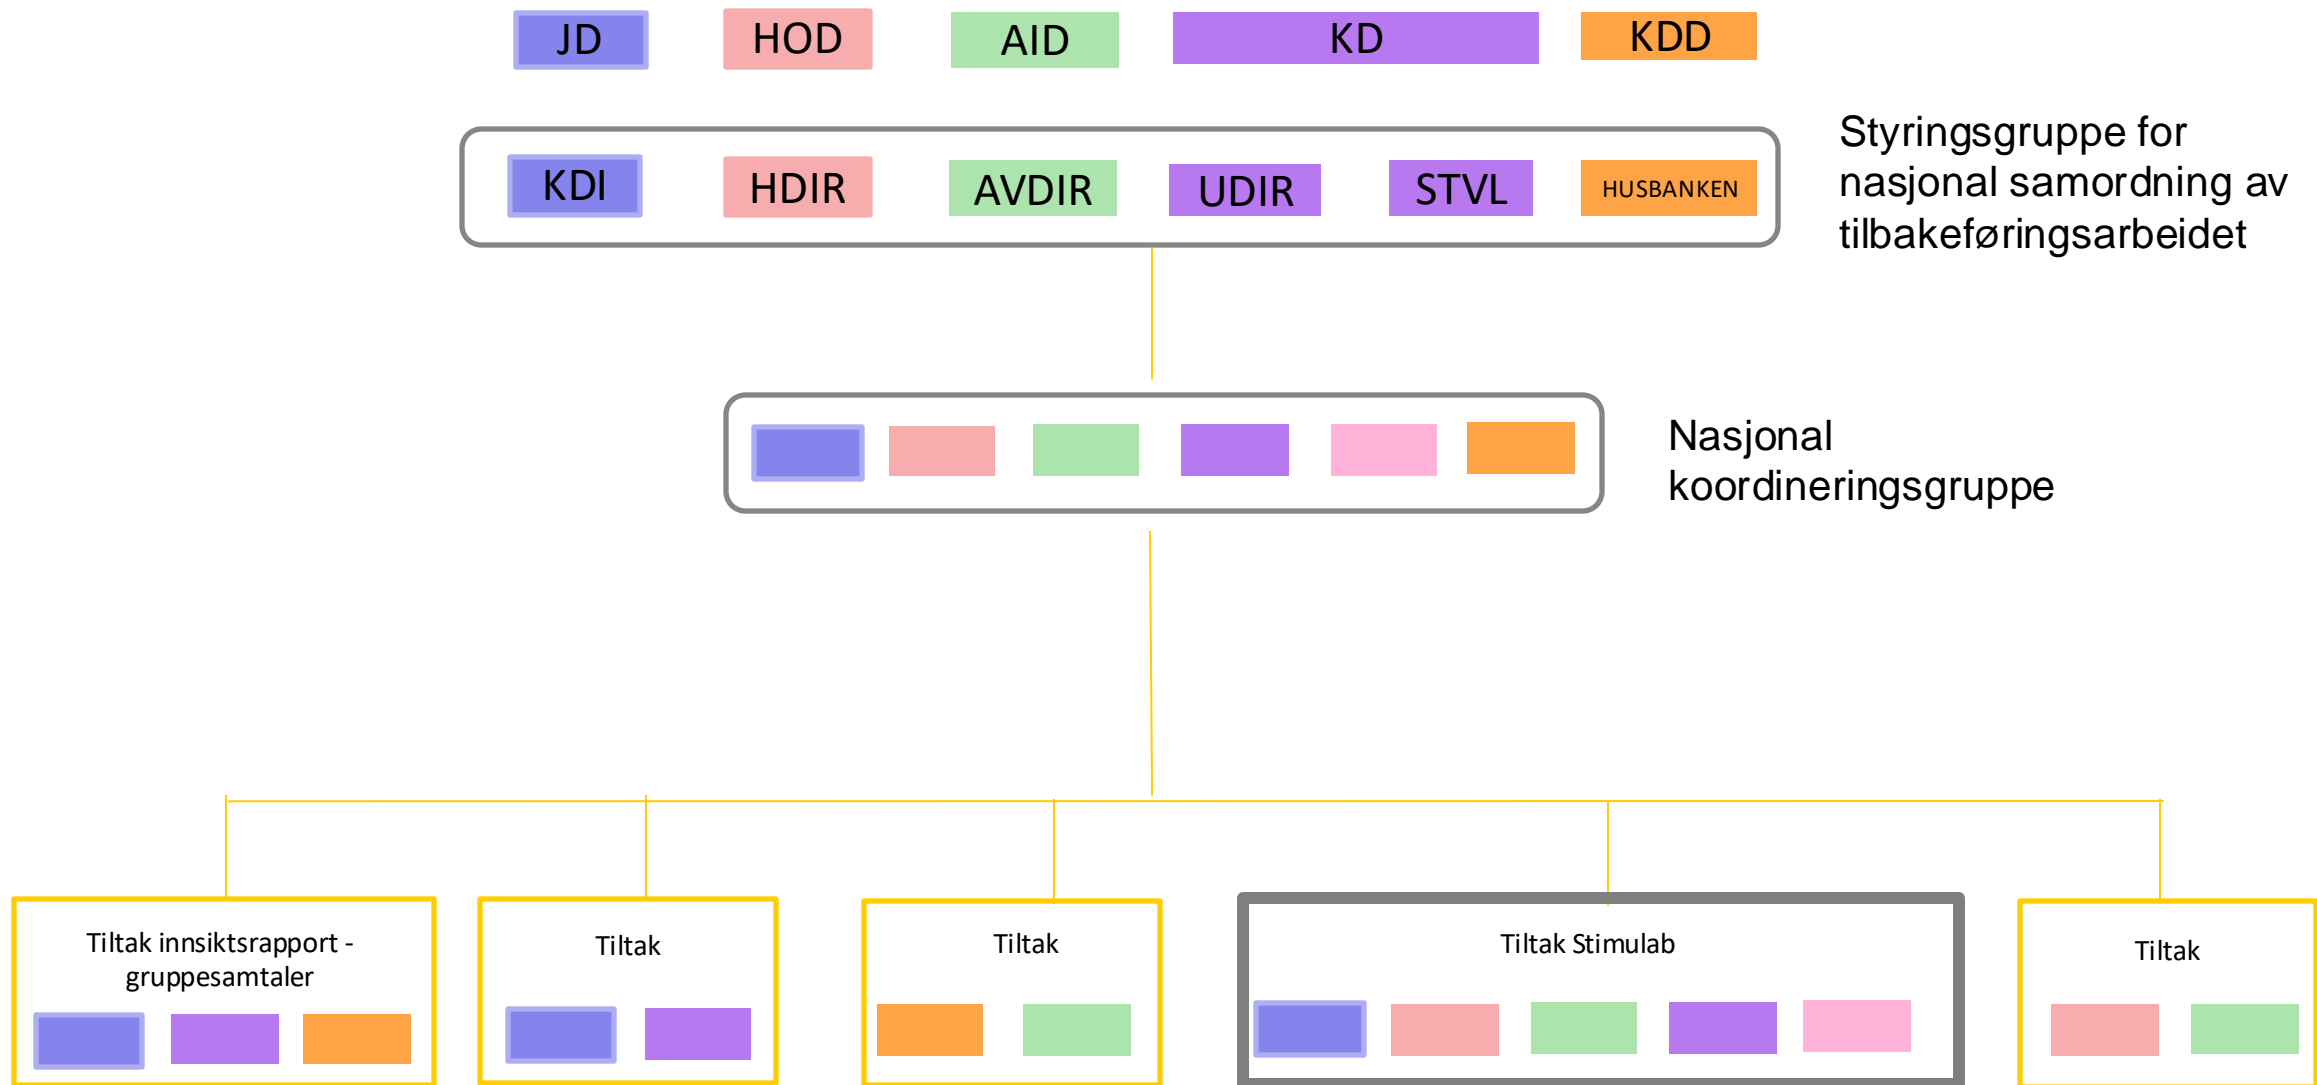 JD
HOD
AID
KD
KDD
Styringsgruppe for
nasjonal samordning av
tilbakeføringsarbeidet
KDI
HDIR
AVDIR
UDIR
STVL
HUSBANKEN
Nasjonal
koordineringsgruppe
Tiltak innsiktsrapport -
gruppesamtaler
Tiltak
Tiltak
Tiltak Stimulab
Tiltak